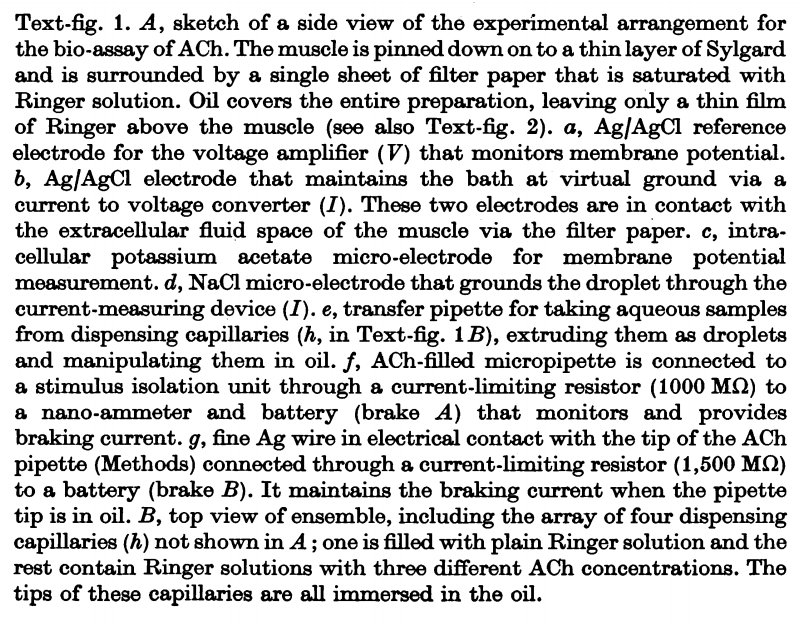 Text-fig. 1. A, sketch of a side view of the experimental arrangement for
the bio-assay of ACh. The muscle is pinned down on to a thin layer of Sylgard
and is surrounded by a single sheet of filter paper that is saturated with
Ringer solution. Oil covers the entire preparation, leaving only a thin film
of Ringer above the muscle (see also Text-fig. 2). a, Ag/AgCl reference
electrode for the voltage amplifier (V) that monitors membrane potential.
b, Ag/AgCl electrode that maintains the bath at virtual ground via a
current to voltage converter (I). These two electrodes are in contact with
the extracellular fluid space of the muscle via the filter paper. c, intra-
cellular potassium acetate micro-electrode for membrane potential
measurement. d, NaCl micro-electrode that grounds the droplet through the
current-measuring device (I). e, transfer pipette for taking aqueous samples
from dispensing capillaries (h, in Text-fig. 1B), extruding them as droplets
and manipulating them in oil. f, ACh-filled micropipette is connected to
a stimulus isolation unit through a current-limiting resistor (1000 MΩ) to
a nano-ammeter and battery (brake A) that monitors and provides
braking current. g, fine Ag wire in electrical contact with the tip of the ACh
pipette (Methods) connected through a current-limiting resistor (1,500 MΩ)
to a battery (brake B). It maintains the braking current when the pipette
tip is in oil. B, top view of ensemble, including the array of four dispensing
capillaries (h) not shown in A; one is filled with plain Ringer solution and the
rest contain Ringer solutions with three different ACh concentrations. The
tips of these capillaries are all immersed in the oil.